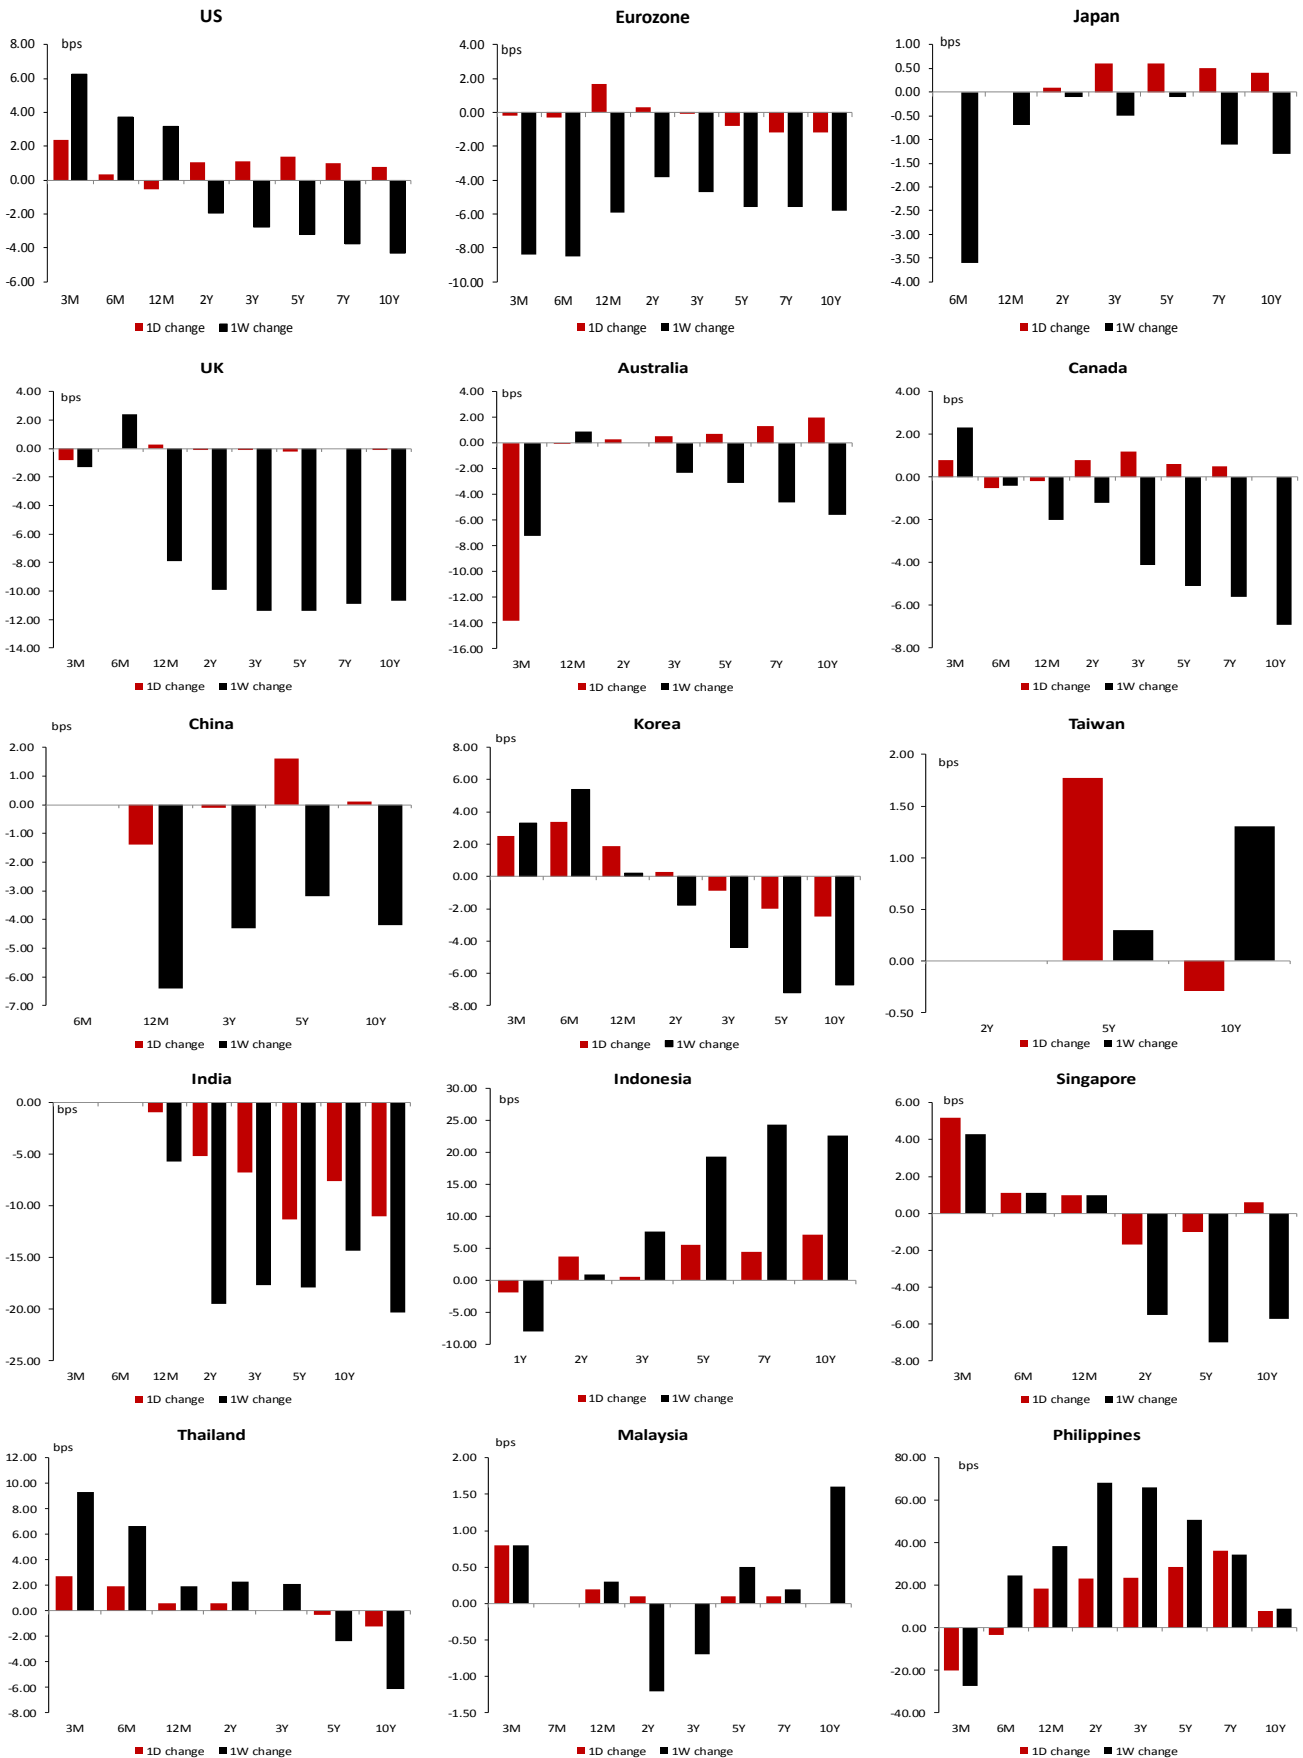 US
bps
8.00
6.00
4.00
2.00
0.00
-2.00
-4.00
-6.00
3M 6M 12M 2Y 3Y 5Y 7Y 10Y
1D change 1W change
Eurozone
bps
4.00
2.00
0.00
-2.00
-4.00
-6.00
-8.00
-10.00
3M 6M 12M 2Y 3Y 5Y 7Y 10Y
1D change 1W change
Japan
bps
1.00
0.50
0.00
-0.50
-1.00
-1.50
-2.00
-2.50
-3.00
-3.50
-4.00
6M 12M 2Y 3Y 5Y 7Y 10Y
1D change 1W change
UK
bps
4.00
2.00
0.00
-2.00
-4.00
-6.00
-8.00
-10.00
-12.00
-14.00
3M 6M 12M 2Y 3Y 5Y 7Y 10Y
1D change 1W change
Australia
bps
4.00
2.00
0.00
-2.00
-4.00
-6.00
-8.00
-10.00
-12.00
-14.00
-16.00
3M 12M 2Y 3Y 5Y 7Y 10Y
1D change 1W change
Canada
bps
4.00
2.00
0.00
-2.00
-4.00
-6.00
-8.00
3M 6M 12M 2Y 3Y 5Y 7Y 10Y
1D change 1W change
China
bps
2.00
1.00
0.00
-1.00
-2.00
-3.00
-4.00
-5.00
-6.00
-7.00
6M 12M 3Y 5Y 10Y
1D change 1W change
Korea
bps
8.00
6.00
4.00
2.00
0.00
-2.00
-4.00
-6.00
-8.00
3M 6M 12M 2Y 3Y 5Y 10Y
1D change 1W change
Taiwan
bps
2.00
1.50
1.00
0.50
0.00
-0.50
2Y 5Y 10Y
1D change 1W change
India
bps
0.00
-5.00
-10.00
-15.00
-20.00
-25.00
3M 6M 12M 2Y 3Y 5Y 10Y
1D change 1W change
Indonesia
bps
30.00
25.00
20.00
15.00
10.00
5.00
0.00
-5.00
-10.00
1Y 2Y 3Y 5Y 7Y 10Y
1D change 1W change
Singapore
bps
6.00
4.00
2.00
0.00
-2.00
-4.00
-6.00
-8.00
3M 6M 12M 2Y 5Y 10Y
1D change 1W change
Thailand
bps
12.00
10.00
8.00
6.00
4.00
2.00
0.00
-2.00
-4.00
-6.00
-8.00
3M 6M 12M 2Y 3Y 5Y 10Y
1D change 1W change
Malaysia
bps
2.00
1.50
1.00
0.50
0.00
-0.50
-1.00
-1.50
3M 7M 12M 2Y 3Y 5Y 7Y 10Y
1D change 1W change
Philippines
bps
80.00
60.00
40.00
20.00
0.00
-20.00
-40.00
3M 6M 12M 2Y 3Y 5Y 7Y 10Y
1D change 1W change